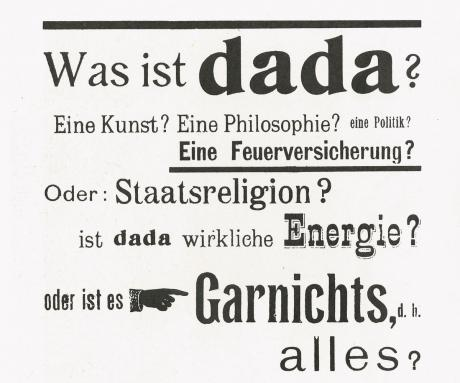 Was ist dada?
Eine Kunst? Eine Philosophie? eine Politik?
Eine Feuerversicherung?
Oder: Staatsreligion?
ist dada wirkliche Energie?
oder ist es Garnichts, d. h.
alles?